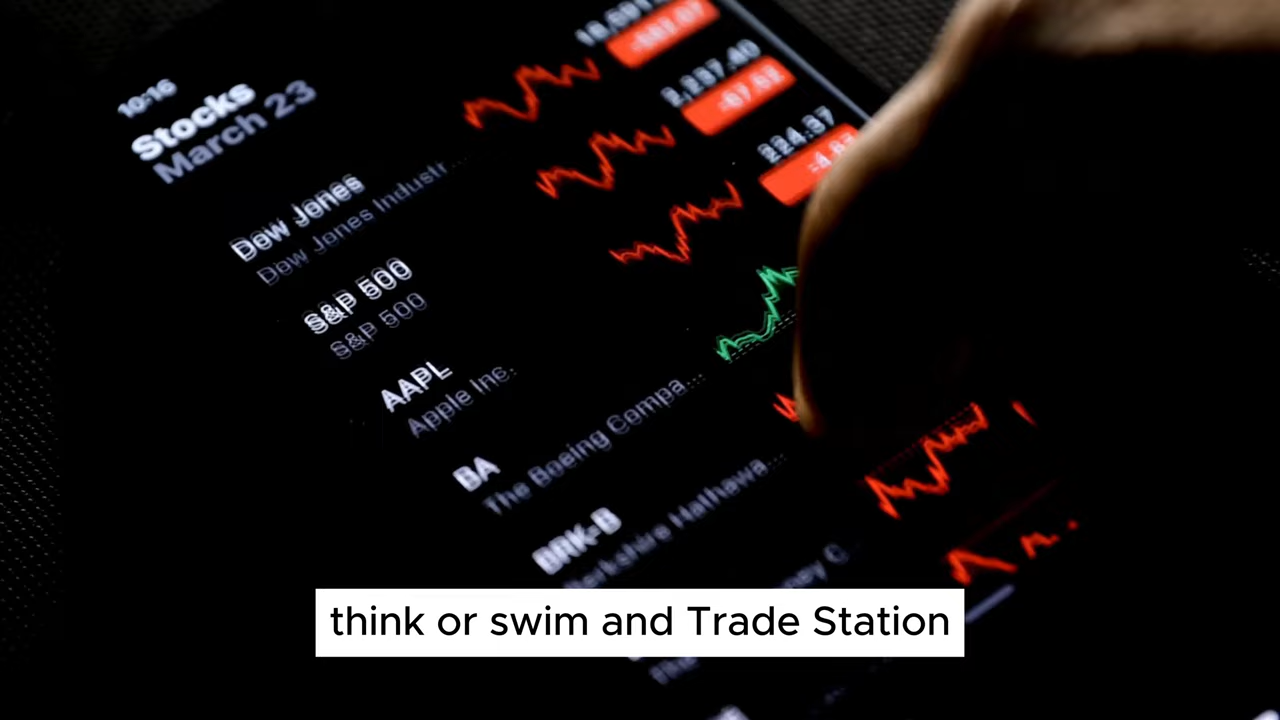 10:16
Stocks
March 23
Dow Jones
Dow Jones Industr...
2,237.40
S&P 500
S&P 500
224.37
AAPL
Apple Inc.
BA
The Boeing Compa...
BRK-B
Berkshire Hathawa...
think or swim and Trade Station